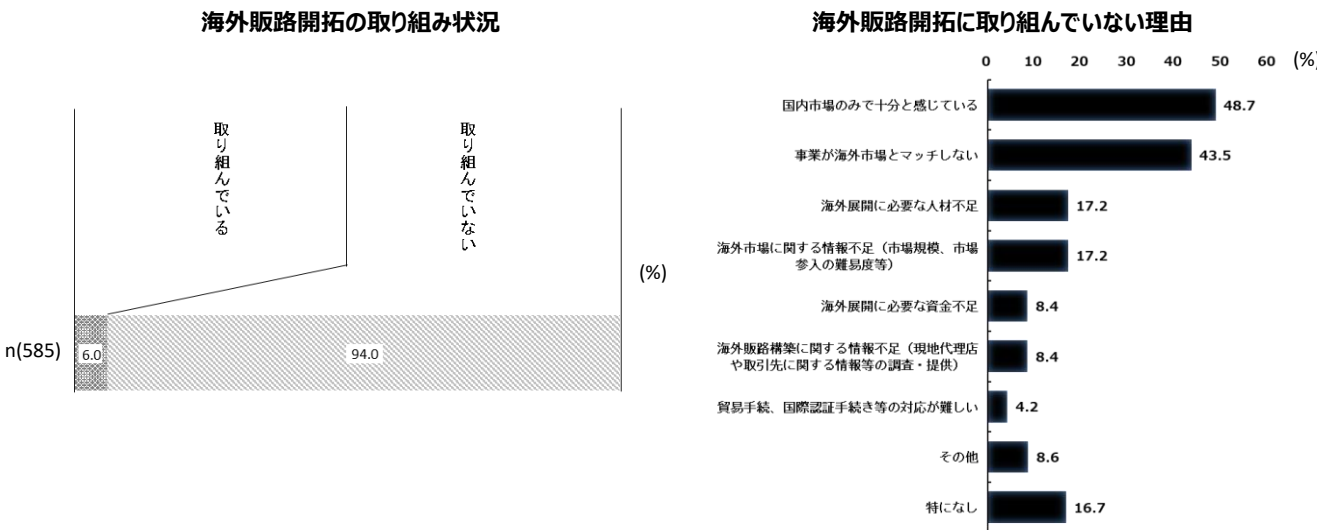 海外販路開拓の取り組み状況
取り組んでいる
取り組んでいない
(%)
n(585)
6.0
94.0
海外販路開拓に取り組んでいない理由
0 10 20 30 40 50 60 (%)
国内市場のみで十分と感じている 48.7
事業が海外市場とマッチしない 43.5
海外展開に必要な人材不足 17.2
海外市場に関する情報不足（市場規模、市場
参入の難易度等） 17.2
海外展開に必要な資金不足 8.4
海外販路構築に関する情報不足（現地代理店
や取引先に関する情報等の調査・提供） 8.4
貿易手続、国際認証手続き等の対応が難しい 4.2
その他 8.6
特になし 16.7